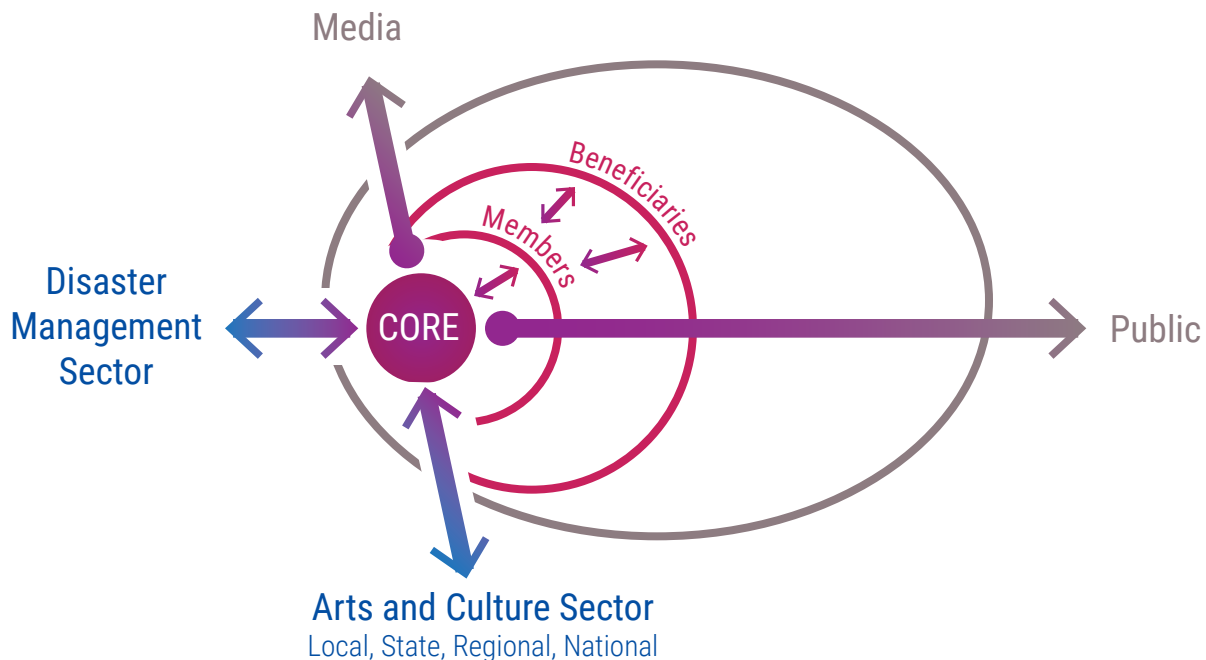 Media
Beneficiaries
Members
Disaster
Management
Sector
CORE
Public
Arts and Culture Sector
Local, State, Regional, National